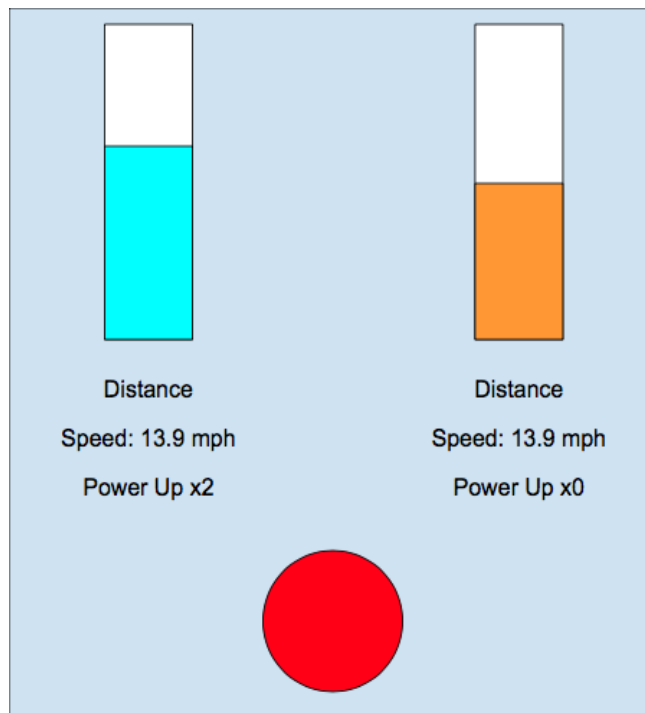 Distance
Speed: 13.9 mph
Power Up x2
Distance
Speed: 13.9 mph
Power Up x0